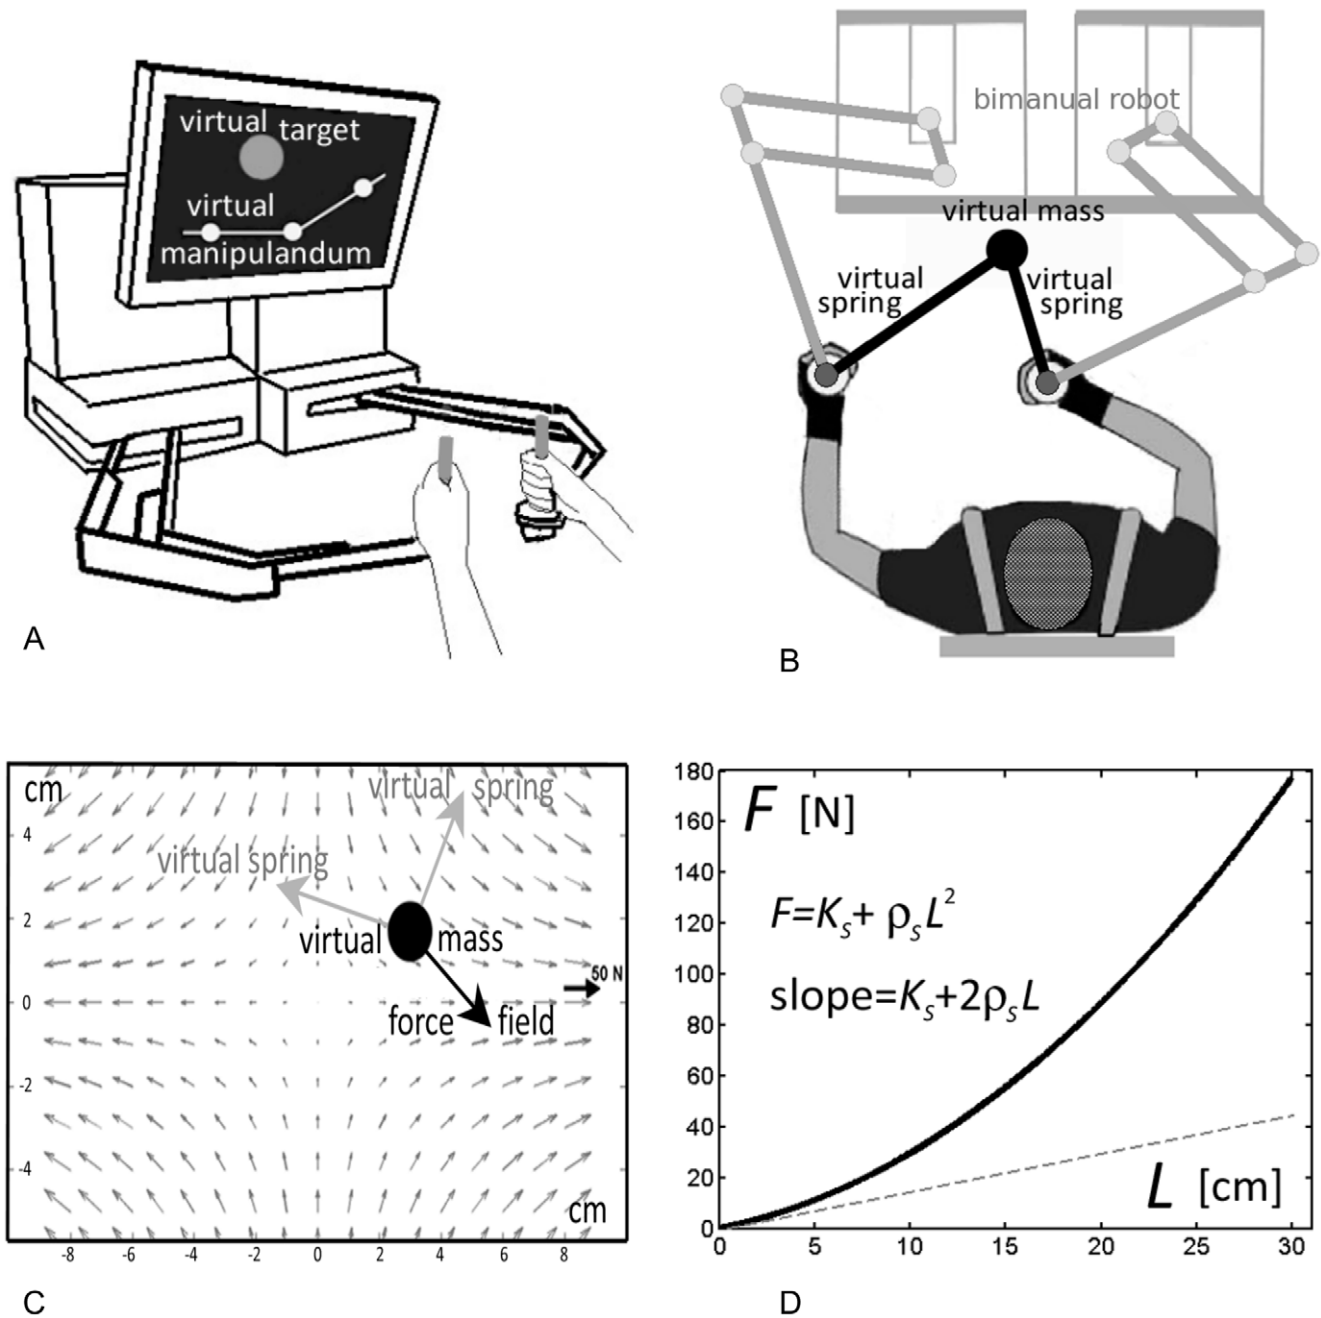 virtual target
virtual
manipulandum
A
bimanual robot
virtual mass
virtual
spring
virtual
spring
B
cm
virtual spring
virtual spring
virtual mass
50 N
force field
cm
4
2
0
-2
-4
-8 -6 -4 -2 0 2 4 6 8
C
F [N]
F=Kₛ+ ρₛL²
slope=Kₛ+2ρₛL
L [cm]
180
160
140
120
100
80
60
40
20
0
0 5 10 15 20 25 30
D